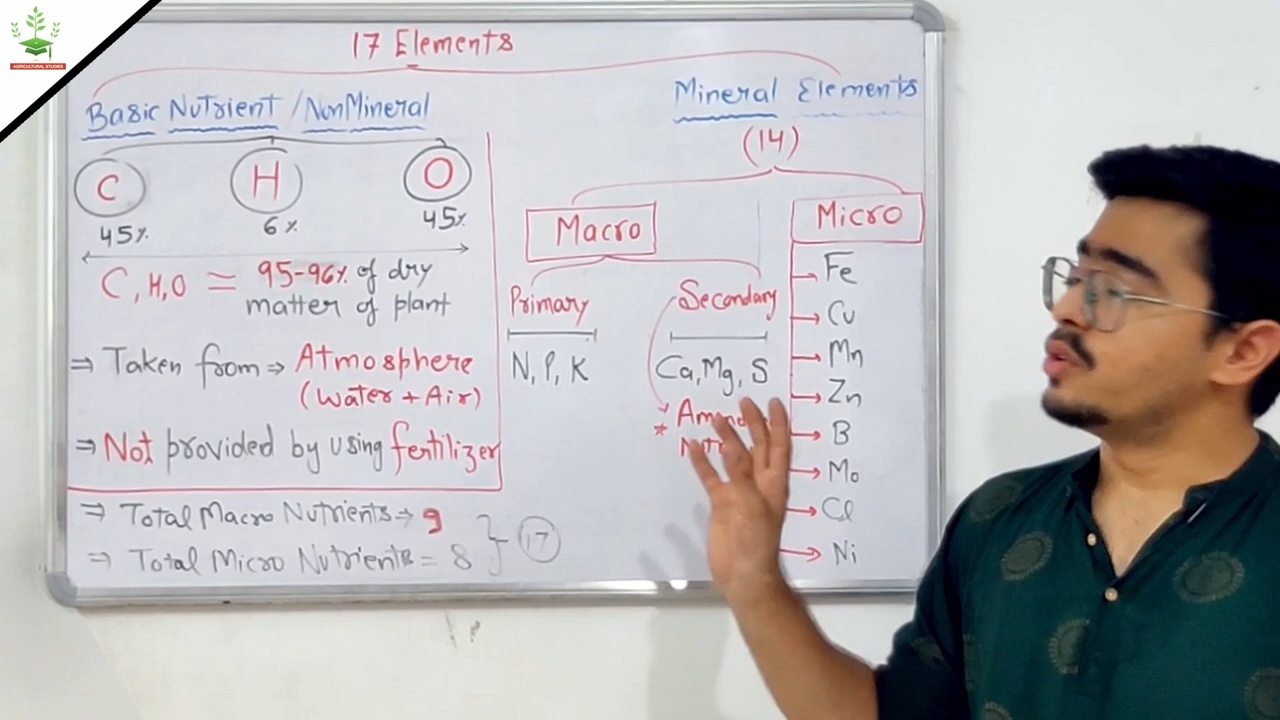 AGRICULTURAL STUDIES
17 Elements
Basic Nutrient / NonMineral
C H O
45% 6% 45%
C, H, O = 95-96% of dry
matter of plant
⇒ Taken from ⇒ Atmosphere
(Water + Air)
⇒ Not provided by using fertilizer
⇒ Total Macro Nutrients → 9
⇒ Total Micro Nutrients = 8
17
Mineral Elements
(14)
Macro
Primary
N, P, K
Secondary
Ca, Mg, S
*
Micro
→ Fe
→ Cu
→ Mn
→ Zn
→ B
→ Mo
→ Cl
→ Ni